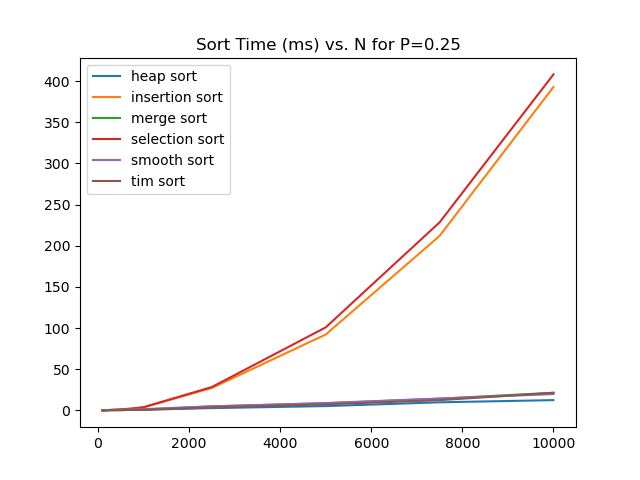 Sort Time (ms) vs. N for P=0.25
heap sort
insertion sort
merge sort
selection sort
smooth sort
tim sort
400
350
300
250
200
150
100
50
0
0 2000 4000 6000 8000 10000